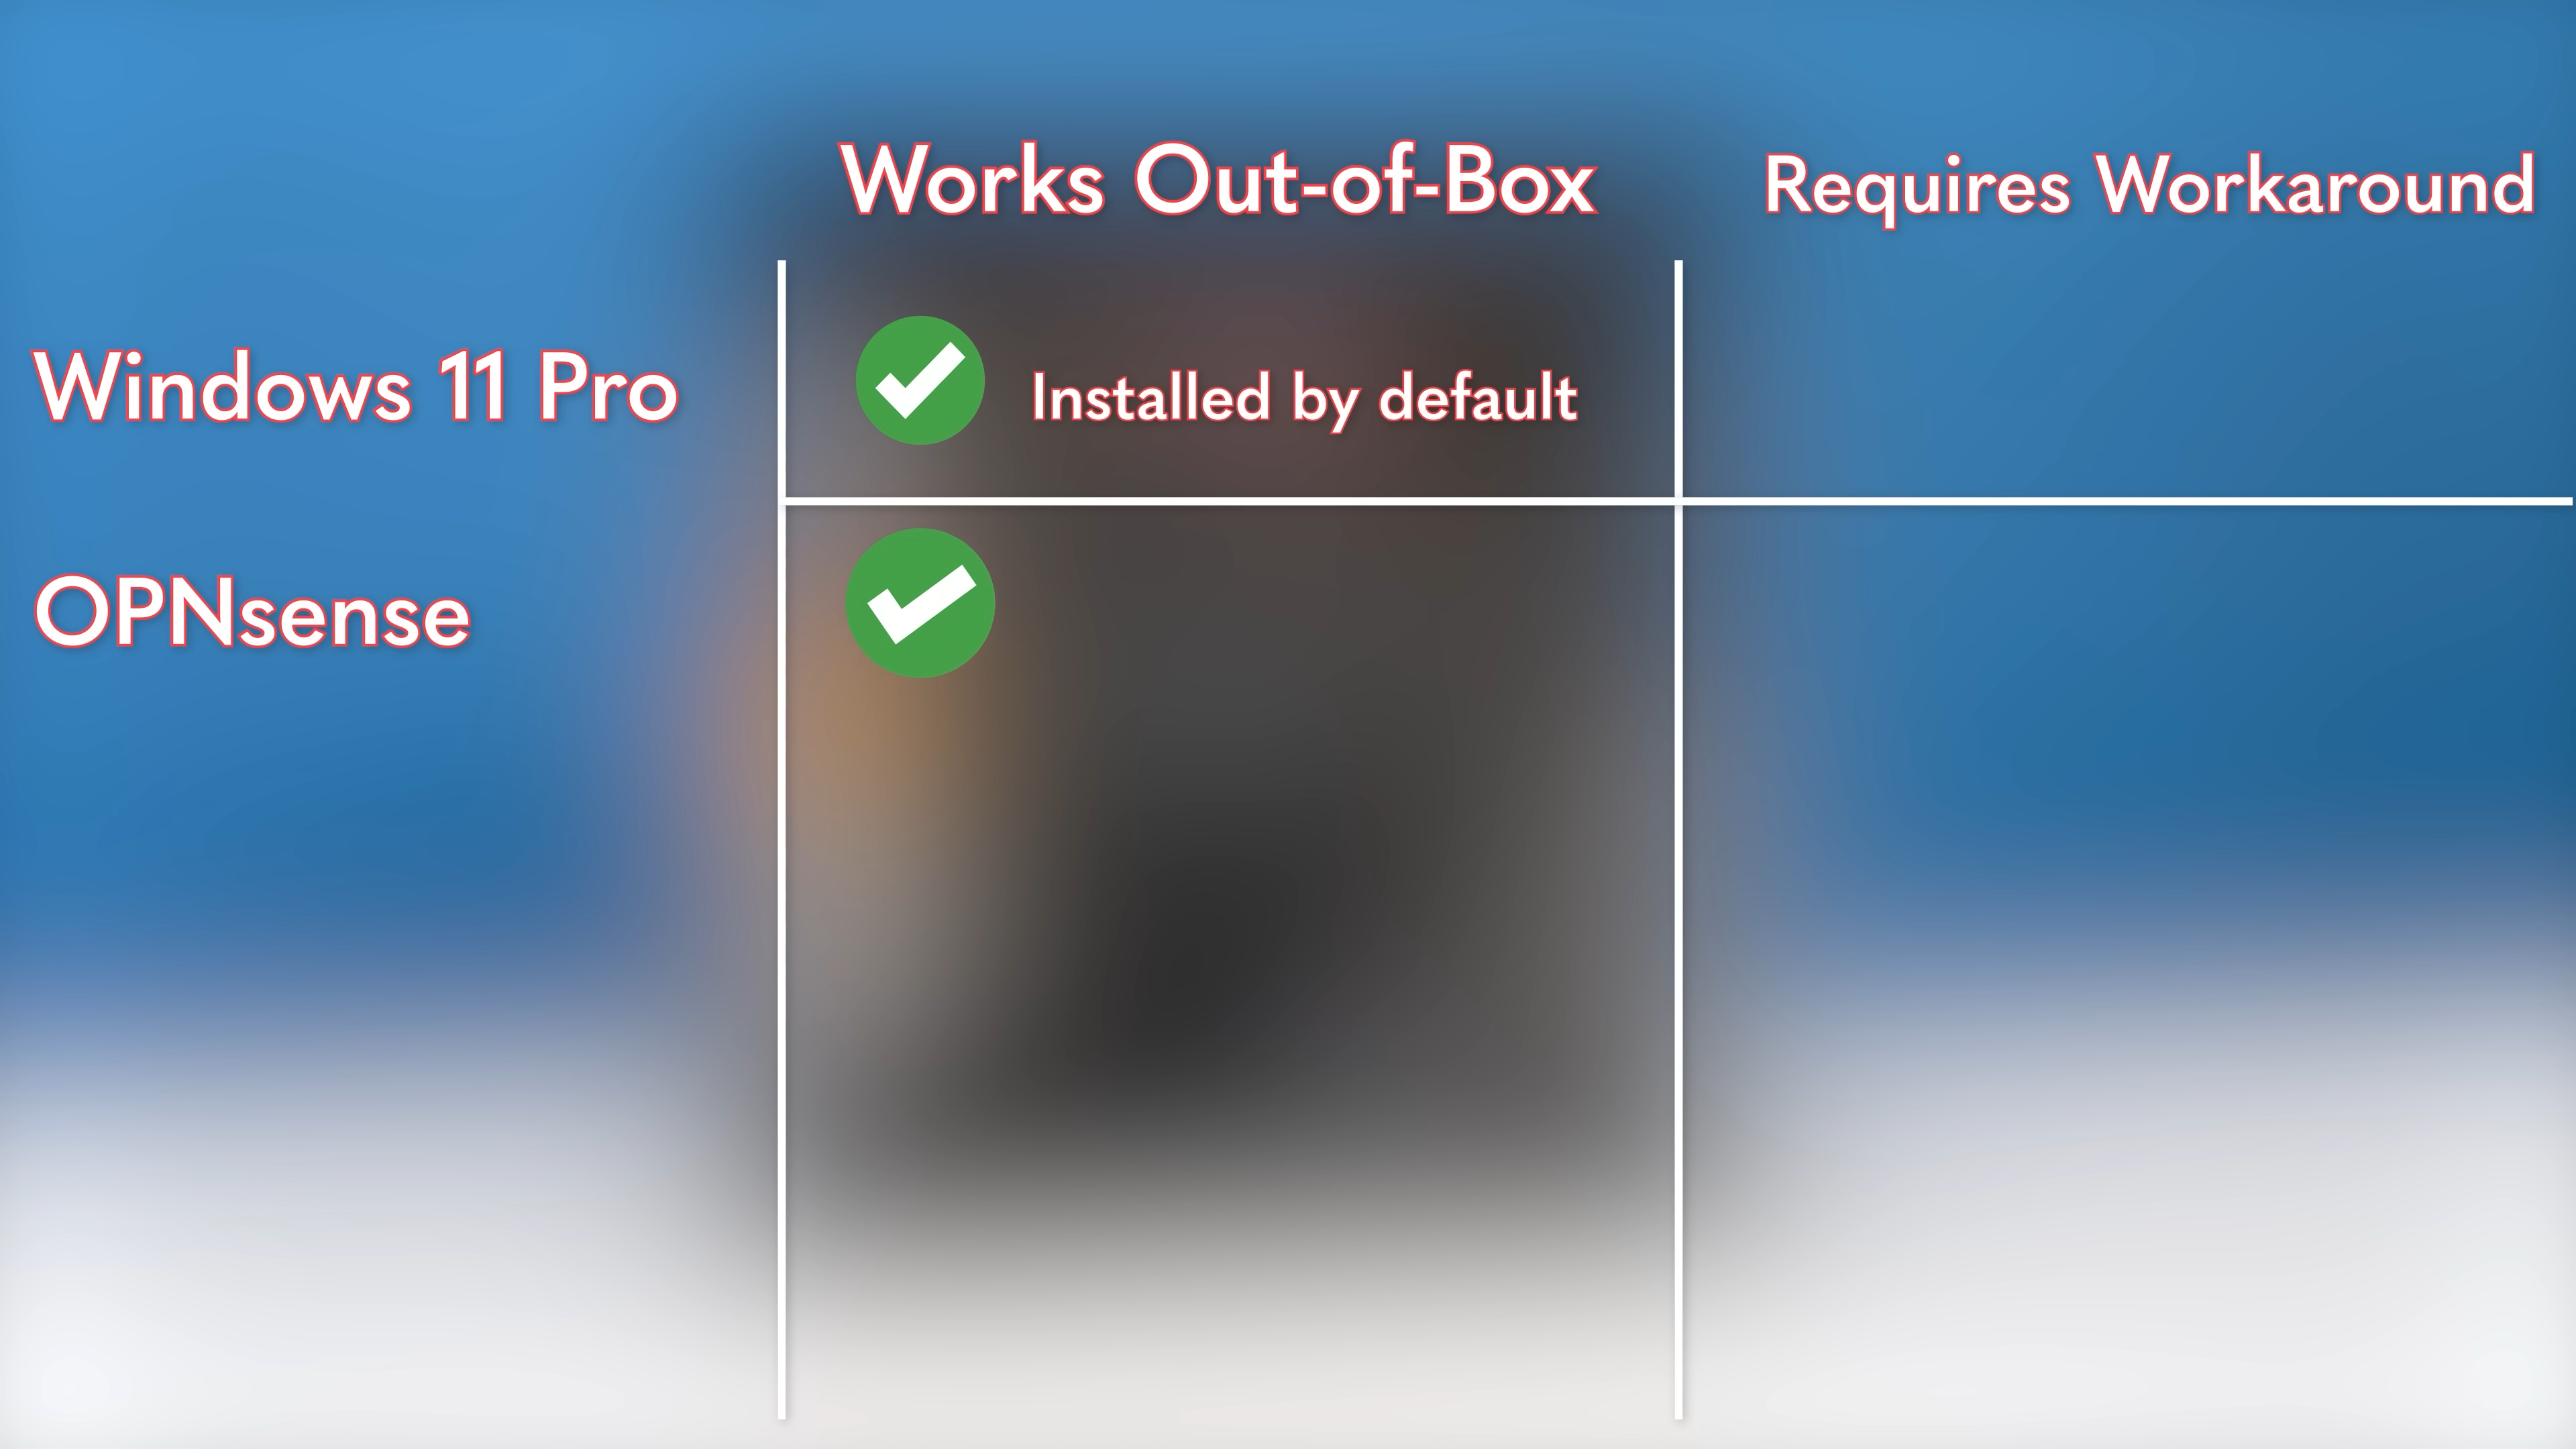 Works Out-of-Box
Requires Workaround
Windows 11 Pro
Installed by default
OPNsense